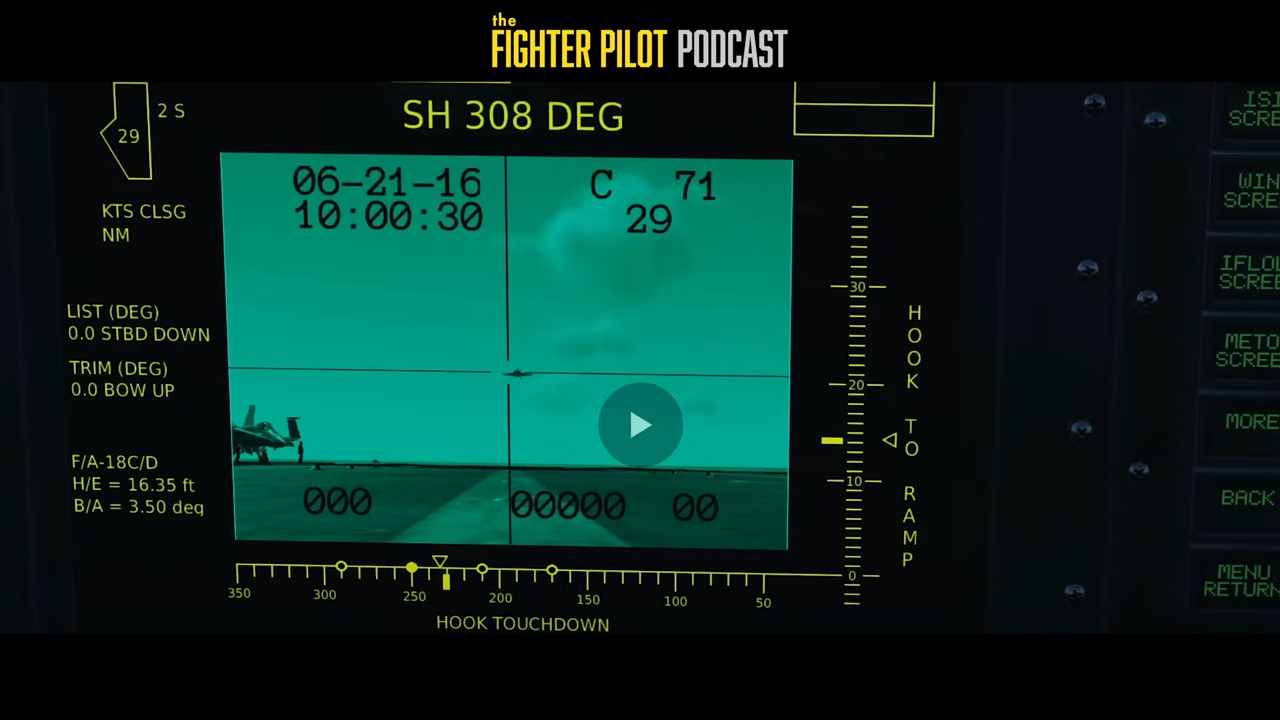 the
FIGHTER PILOT PODCAST
29
2 S
SH 308 DEG
KTS CLSG
NM
06-21-16
10:00:30
C 71
29
LIST (DEG)
0.0 STBD DOWN
TRIM (DEG)
0.0 BOW UP
F/A-18C/D
H/E = 16.35 ft
B/A = 3.50 deg
000
00000 00
350
300
250
200
150
100
50
HOOK TOUCHDOWN
30
20
10
0
HOOK TO RAMP
WIN
MORE
BACK
MENU
RETURN